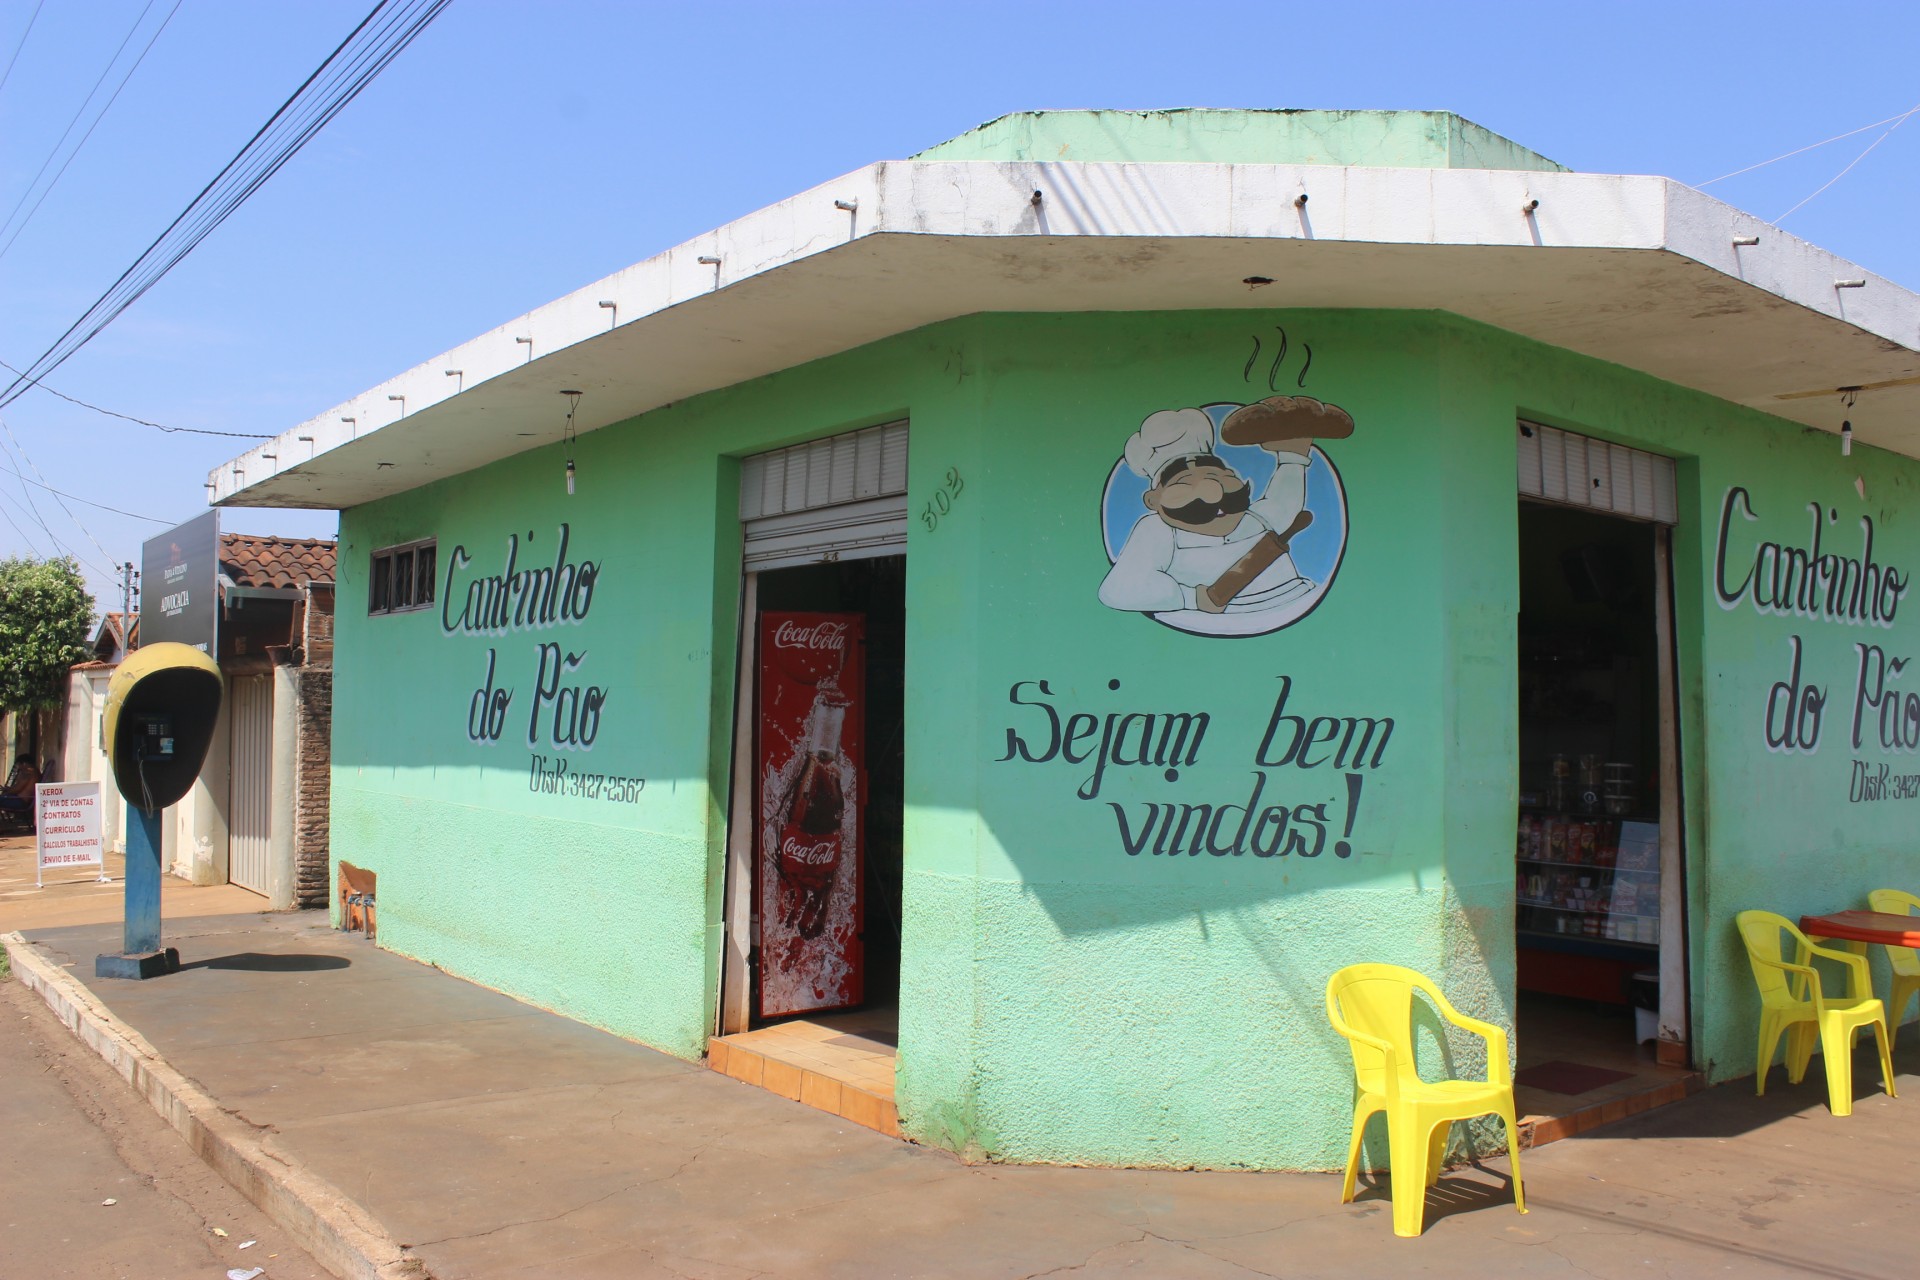 ADVOCACIA
-XEROX
-2ª VIA DE CONTAS
-CONTRATOS
-CURRÍCULOS
-CALCULOS TRABALHISTAS
-ENVIO DE E-MAIL
Cantinho
do Pão
Disk: 3427-2567
Coca-Cola
Coca-Cola
302
Sejam bem
vindos!
Cantinho
do Pão
Disk: 3427